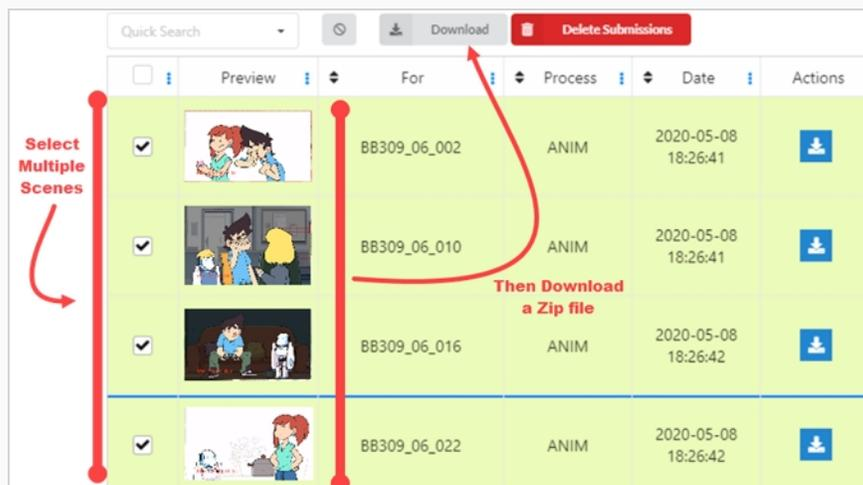 Quick Search
Download
Delete Submissions
Preview
For
Process
Date
Actions
Select
Multiple
Scenes
BB309_06_002
ANIM
2020-05-08
18:26:41
BB309_06_010
ANIM
2020-05-08
18:26:41
Then Download
a Zip file
BB309_06_016
ANIM
2020-05-08
18:26:42
BB309_06_022
ANIM
2020-05-08
18:26:42